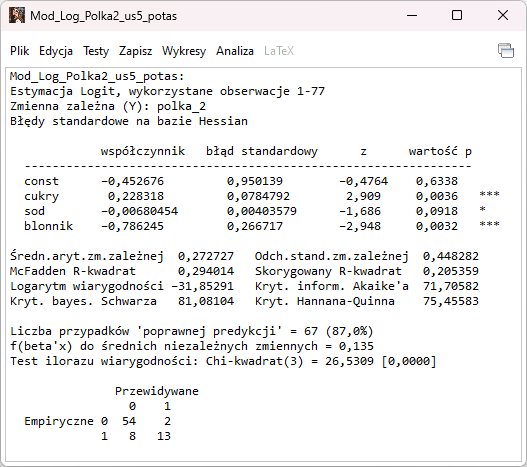 Mod_Log_Polka2_us5_potas
Plik Edycja Testy Zapisz Wykresy Analiza LaTeX
Mod_Log_Polka2_us5_potas:
Estymacja Logit, wykorzystane obserwacje 1-77
Zmienna zależna (Y): polka_2
Błędy standardowe na bazie Hessian
współczynnik błąd standardowy z wartość p
----------------------------------------------------------------
const −0,452676 0,950139 −0,4764 0,6338
cukry 0,228318 0,0784792 2,909 0,0036 ***
sod −0,00680454 0,00403579 −1,686 0,0918 *
blonnik −0,786245 0,266717 −2,948 0,0032 ***
Średn.aryt.zm.zależnej 0,272727 Odch.stand.zm.zależnej 0,448282
McFadden R-kwadrat 0,294014 Skorygowany R-kwadrat 0,205359
Logarytm wiarygodności −31,85291 Kryt. inform. Akaike'a 71,70582
Kryt. bayes. Schwarza 81,08104 Kryt. Hannana-Quinna 75,45583
Liczba przypadków 'poprawnej predykcji' = 67 (87,0%)
f(beta'x) do średnich niezależnych zmiennych = 0,135
Test ilorazu wiarygodności: Chi-kwadrat(3) = 26,5309 [0,0000]
Przewidywane
0 1
Empiryczne 0 54 2
1 8 13